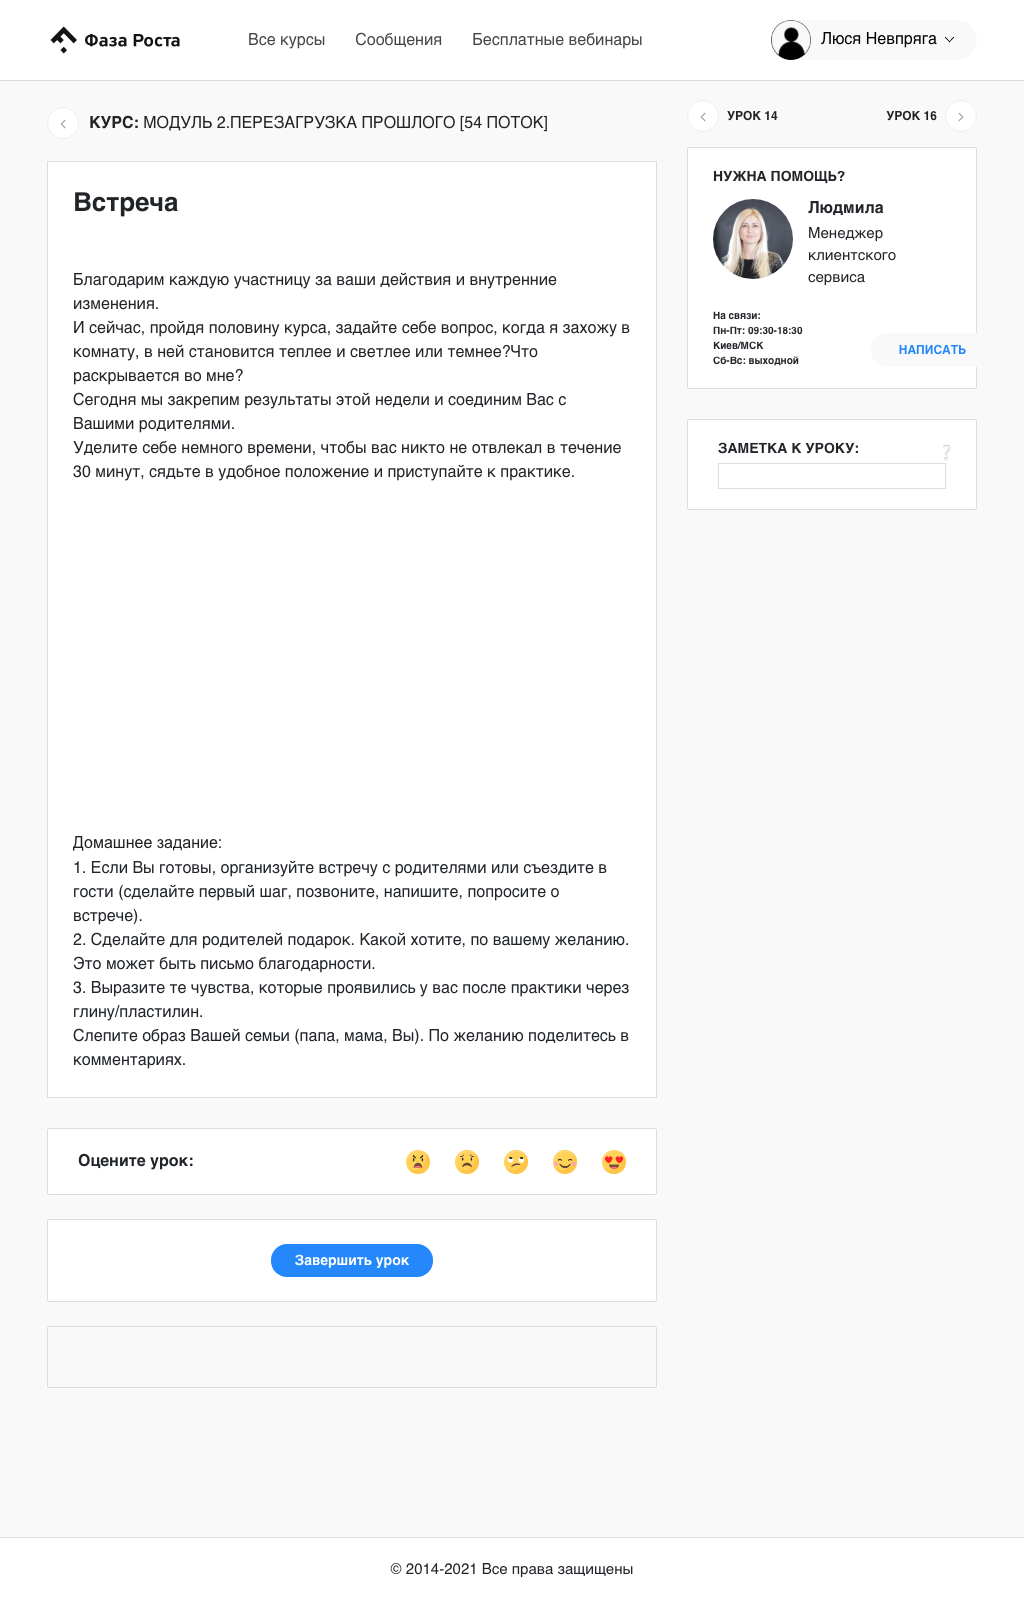 Фаза Роста
Все курсы
Сообщения
Бесплатные вебинары
Люся Невпряга
КУРС: МОДУЛЬ 2.ПЕРЕЗАГРУЗКА ПРОШЛОГО [54 ПОТОК]
Встреча
Благодарим каждую участницу за ваши действия и внутренние
изменения.
И сейчас, пройдя половину курса, задайте себе вопрос, когда я захожу в
комнату, в ней становится теплее и светлее или темнее?Что
раскрывается во мне?
Сегодня мы закрепим результаты этой недели и соединим Вас с
Вашими родителями.
Уделите себе немного времени, чтобы вас никто не отвлекал в течение
30 минут, сядьте в удобное положение и приступайте к практике.
Домашнее задание:
1. Если Вы готовы, организуйте встречу с родителями или съездите в
гости (сделайте первый шаг, позвоните, напишите, попросите о
встрече).
2. Сделайте для родителей подарок. Какой хотите, по вашему желанию.
Это может быть письмо благодарности.
3. Выразите те чувства, которые проявились у вас после практики через
глину/пластилин.
Слепите образ Вашей семьи (папа, мама, Вы). По желанию поделитесь в
комментариях.
Оцените урок:
Завершить урок
УРОК 14
УРОК 16
НУЖНА ПОМОЩЬ?
Людмила
Менеджер
клиентского
сервиса
На связи:
Пн-Пт: 09:30-18:30
Киев/МСК
Сб-Вс: выходной
НАПИСАТЬ
ЗАМЕТКА К УРОКУ:
?
© 2014-2021 Все права защищены